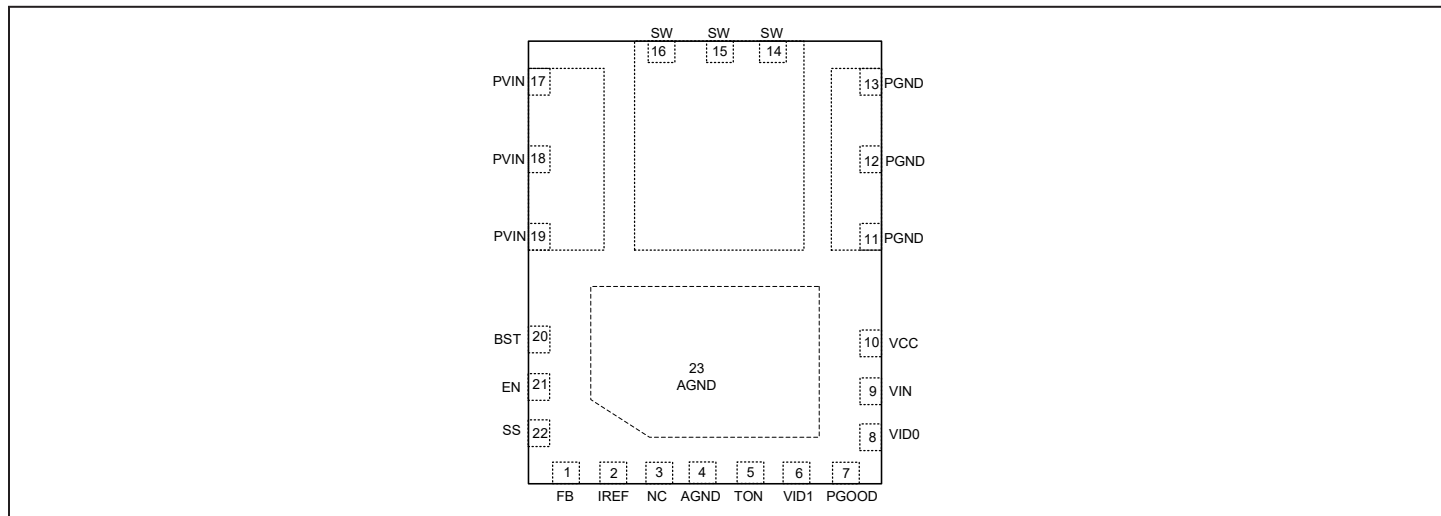 SW SW SW
16 15 14
PVIN 17 13 PGND
PVIN 18 12 PGND
PVIN 19 11 PGND
BST 20 10 VCC
23
AGND
EN 21 9 VIN
SS 22 8 VID0
1 2 3 4 5 6 7
FB IREF NC AGND TON VID1 PGOOD